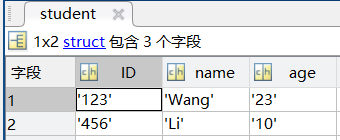 student
1x2 struct 包含 3 个字段
字段 ID name age
1 '123' 'Wang' '23'
2 '456' 'Li' '10'